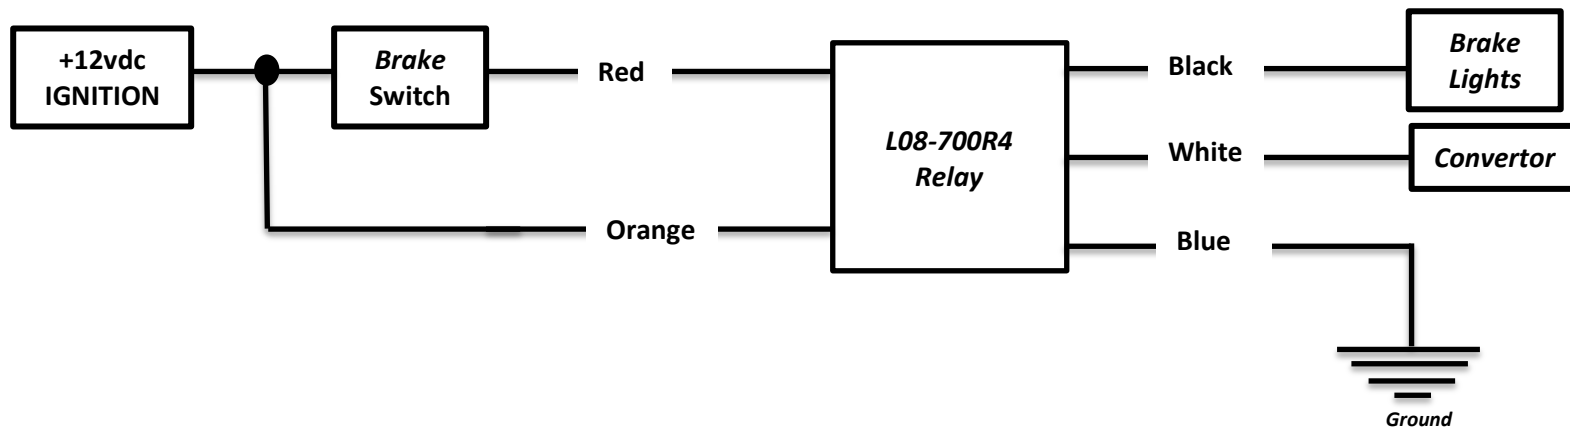 +12vdc
IGNITION
Brake
Switch
Red
Orange
L08-700R4
Relay
Black
White
Blue
Brake
Lights
Convertor
Ground